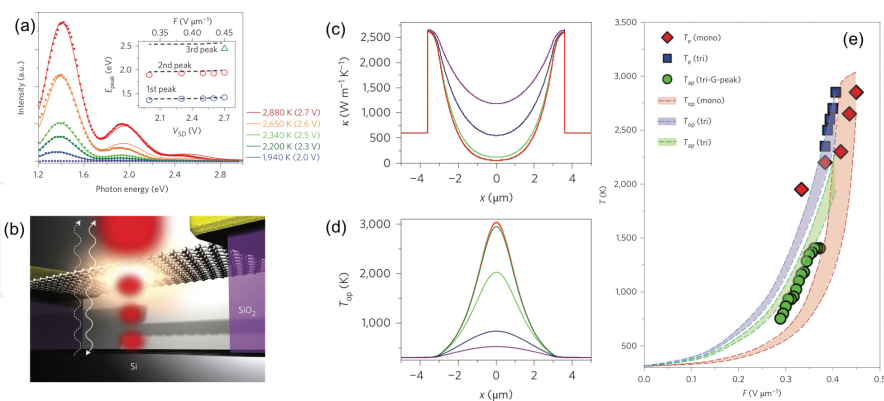 (a)
F (V μm⁻¹)
0.35 0.40 0.45
Intensity (a.u.)
E_peak (eV)
2.5
2.0
1.5
3rd peak
2nd peak
1st peak
2.1 2.4 2.7
V_SD (V)
2,880 K (2.7 V)
2,650 K (2.6 V)
2,340 K (2.5 V)
2,200 K (2.3 V)
1,940 K (2.0 V)
1.2 1.6 2.0 2.4 2.8
Photon energy (eV)
(b)
SiO₂
Si
(c)
2,500
2,000
1,500
1,000
500
0
κ (W m⁻¹ K⁻¹)
−4 −2 0 2 4
x (μm)
(d)
3,000
2,000
1,000
T_op (K)
−4 −2 0 2 4
x (μm)
(e)
3,500
3,000
2,500
2,000
1,500
1,000
500
T (K)
T_e (mono)
T_e (tri)
T_ap (tri-G-peak)
T_op (mono)
T_op (tri)
T_ap (tri)
0.0 0.1 0.2 0.3 0.4 0.5
F (V μm⁻¹)